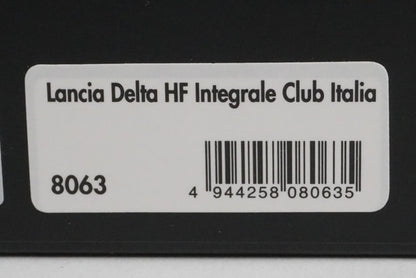 Lancia Delta HF Integrale Club Italia
8063
4 944258 080635